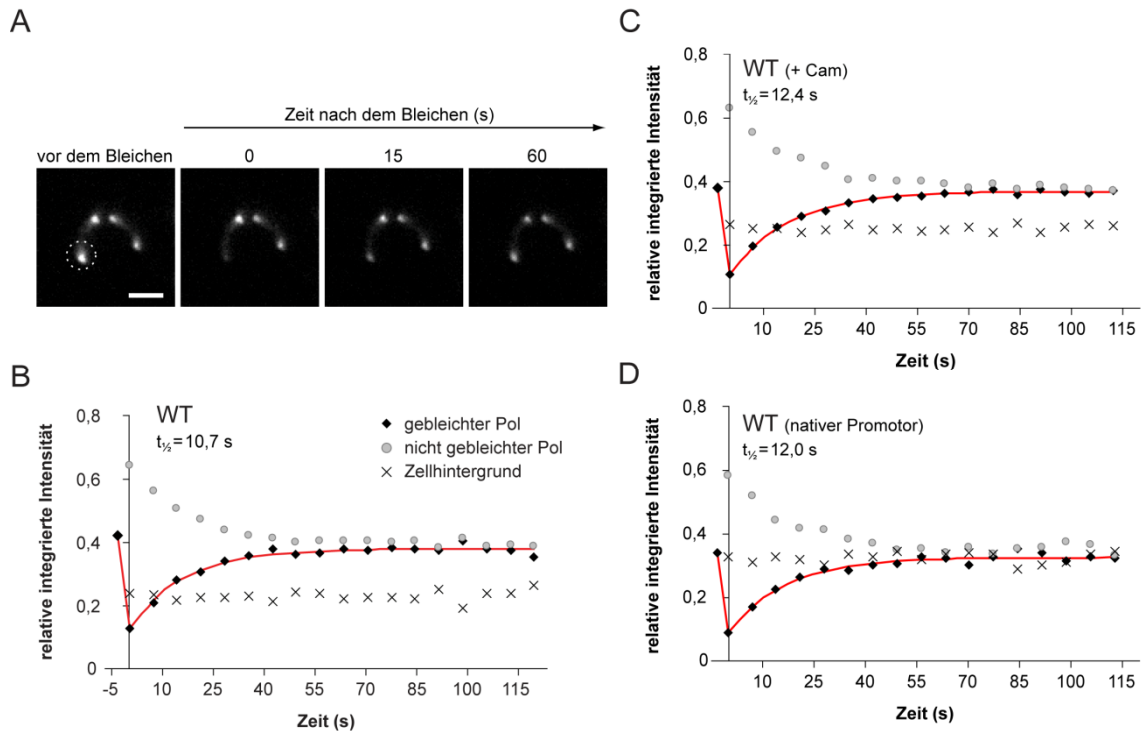 A
Zeit nach dem Bleichen (s)
vor dem Bleichen 0 15 60
B
relative integrierte Intensität
0,8
0,6
0,4
0,2
0
WT
t½ = 10,7 s
gebleichter Pol
nicht gebleichter Pol
Zellhintergrund
-5 10 25 40 55 70 85 100 115
Zeit (s)
C
relative integrierte Intensität
0,8
0,6
0,4
0,2
0
WT (+ Cam)
t½ = 12,4 s
10 25 40 55 70 85 100 113
Zeit (s)
D
relative integrierte Intensität
0,8
0,6
0,4
0,2
0
WT (nativer Promotor)
t½ = 12,0 s
10 25 40 55 70 85 100 113
Zeit (s)